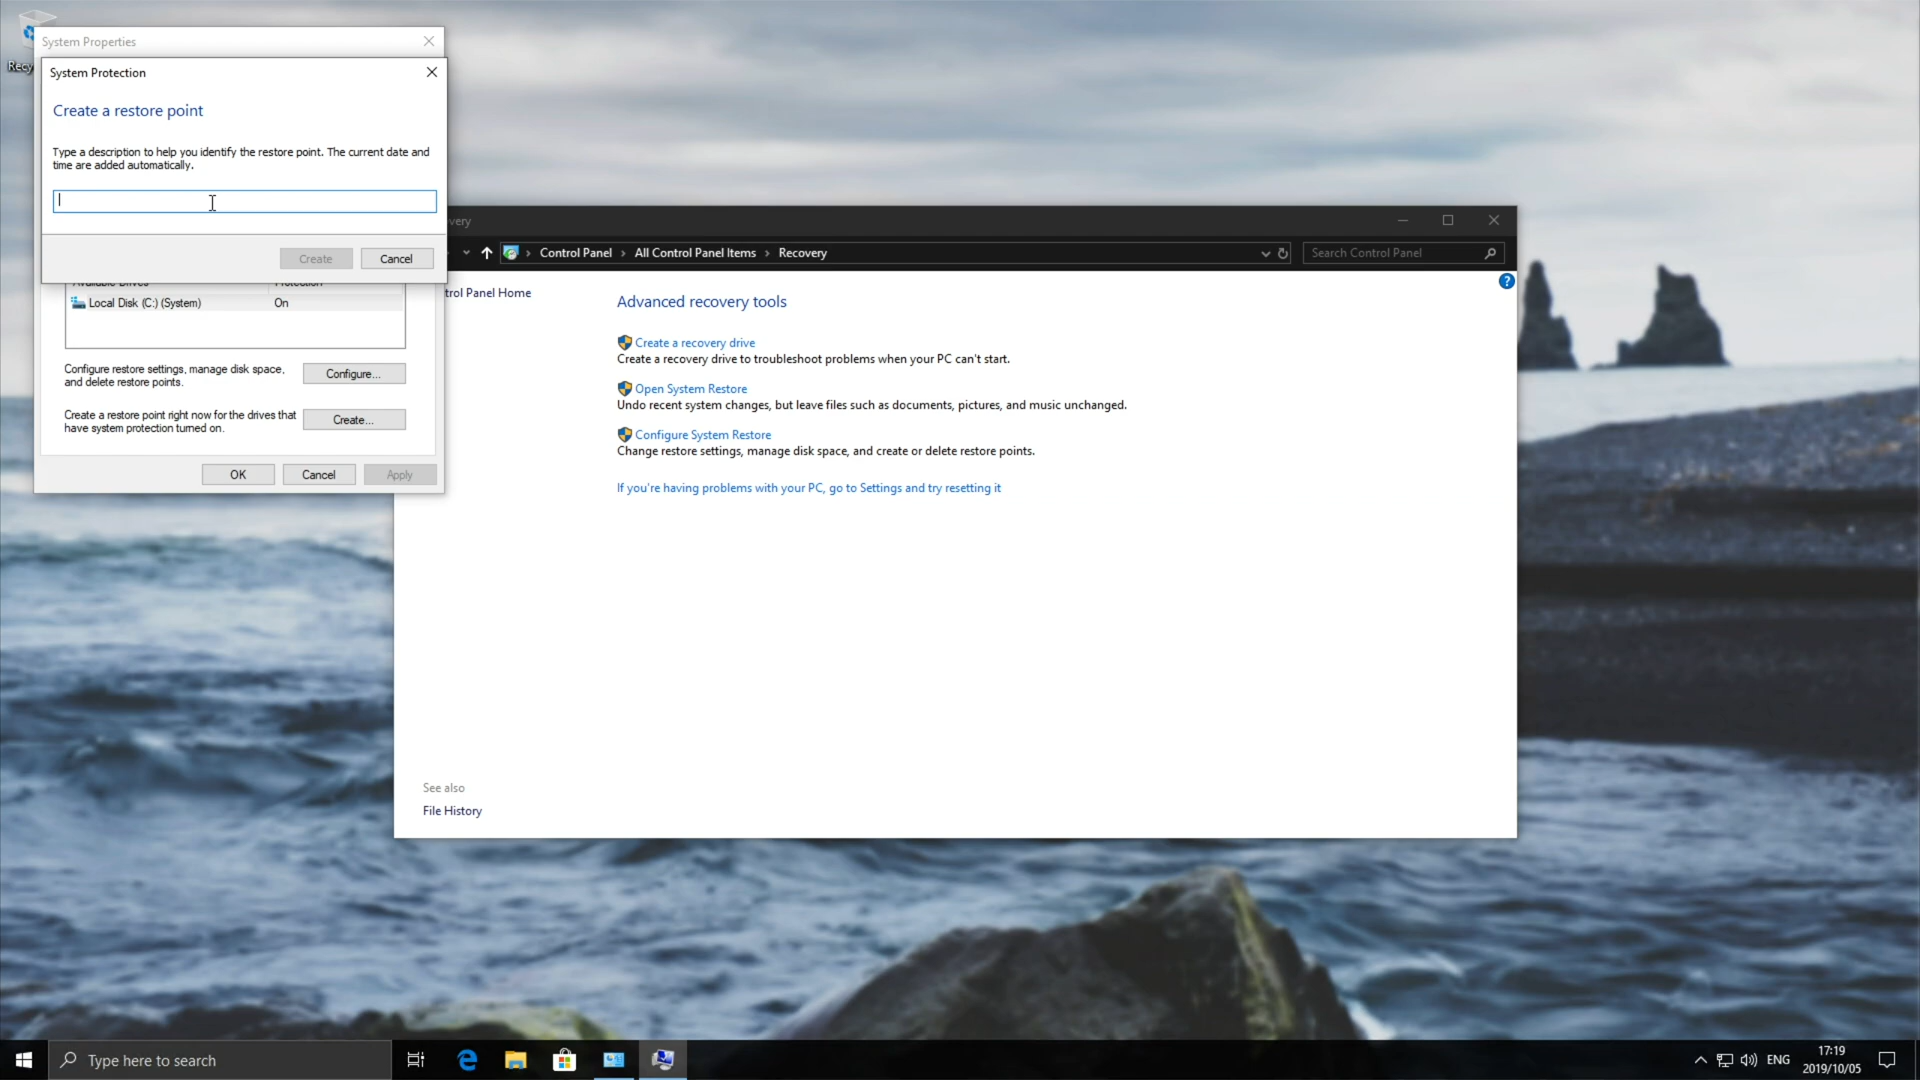 Recy
System Properties
System Protection
Create a restore point
Type a description to help you identify the restore point. The current date and
time are added automatically.
Create
Cancel
Available Drives
Protection
Local Disk (C:) (System)
On
Configure restore settings, manage disk space,
and delete restore points.
Configure...
Create a restore point right now for the drives that
have system protection turned on.
Create...
OK
Cancel
Apply
very
Control Panel
All Control Panel Items
Recovery
Search Control Panel
?
trol Panel Home
Advanced recovery tools
Create a recovery drive
Create a recovery drive to troubleshoot problems when your PC can't start.
Open System Restore
Undo recent system changes, but leave files such as documents, pictures, and music unchanged.
Configure System Restore
Change restore settings, manage disk space, and create or delete restore points.
If you're having problems with your PC, go to Settings and try resetting it
See also
File History
Type here to search
ENG
17:19
2019/10/05